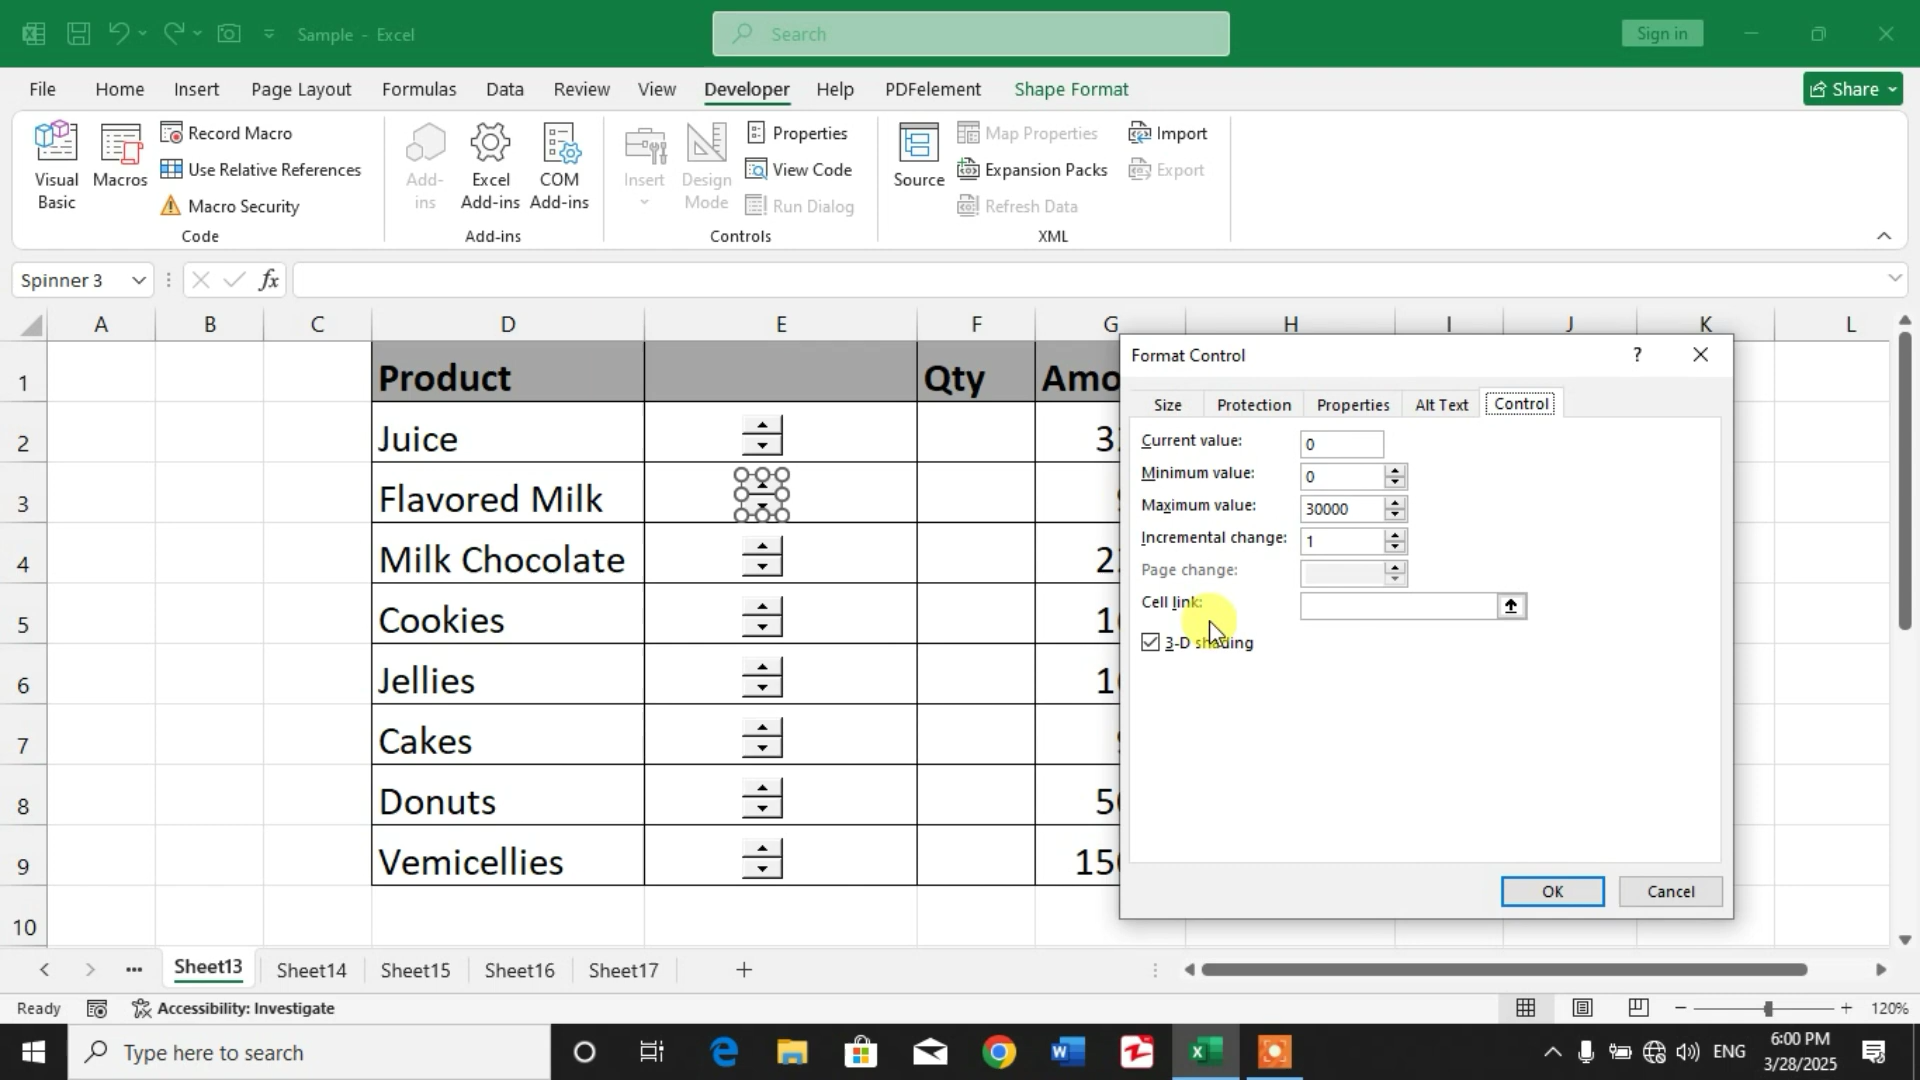 Sample - Excel
Search
Sign in
File Home Insert Page Layout Formulas Data Review View Developer Help PDFelement Shape Format
Share
Visual Basic
Macros
Record Macro
Use Relative References
Macro Security
Code
Add-ins
Excel Add-ins
COM Add-ins
Add-ins
Insert
Design Mode
Properties
View Code
Run Dialog
Controls
Source
Map Properties
Expansion Packs
Refresh Data
Import
Export
XML
Spinner 3
fx
A B C D E F G H I J K L
1 Product Qty Amo
2 Juice 3
3 Flavored Milk
4 Milk Chocolate 2
5 Cookies 1
6 Jellies 1
7 Cakes
8 Donuts 5
9 Vemicellies 15
10
Format Control
?
Size Protection Properties Alt Text Control
Current value: 0
Minimum value: 0
Maximum value: 30000
Incremental change: 1
Page change:
Cell link:
3-D shading
OK Cancel
Sheet13 Sheet14 Sheet15 Sheet16 Sheet17
Ready Accessibility: Investigate
120%
Type here to search
ENG
6:00 PM
3/28/2025